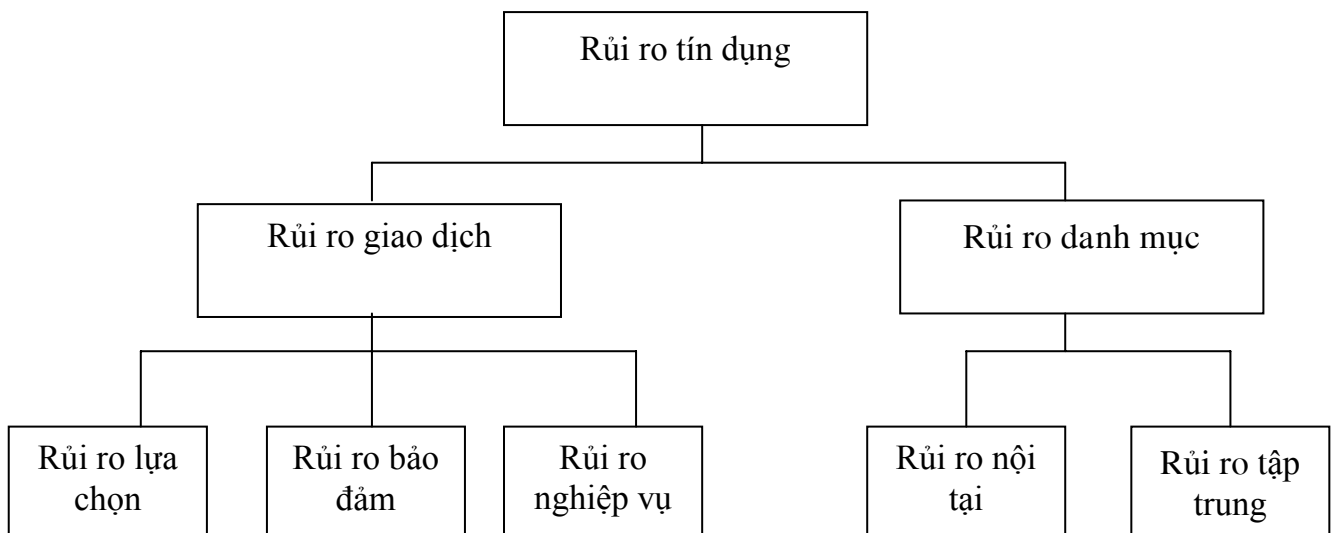 Rủi ro tín dụng
Rủi ro giao dịch
Rủi ro danh mục
Rủi ro lựa
chọn
Rủi ro bảo
đảm
Rủi ro
nghiệp vụ
Rủi ro nội
tại
Rủi ro tập
trung